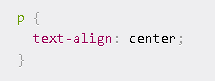 p {
  text-align: center;
}